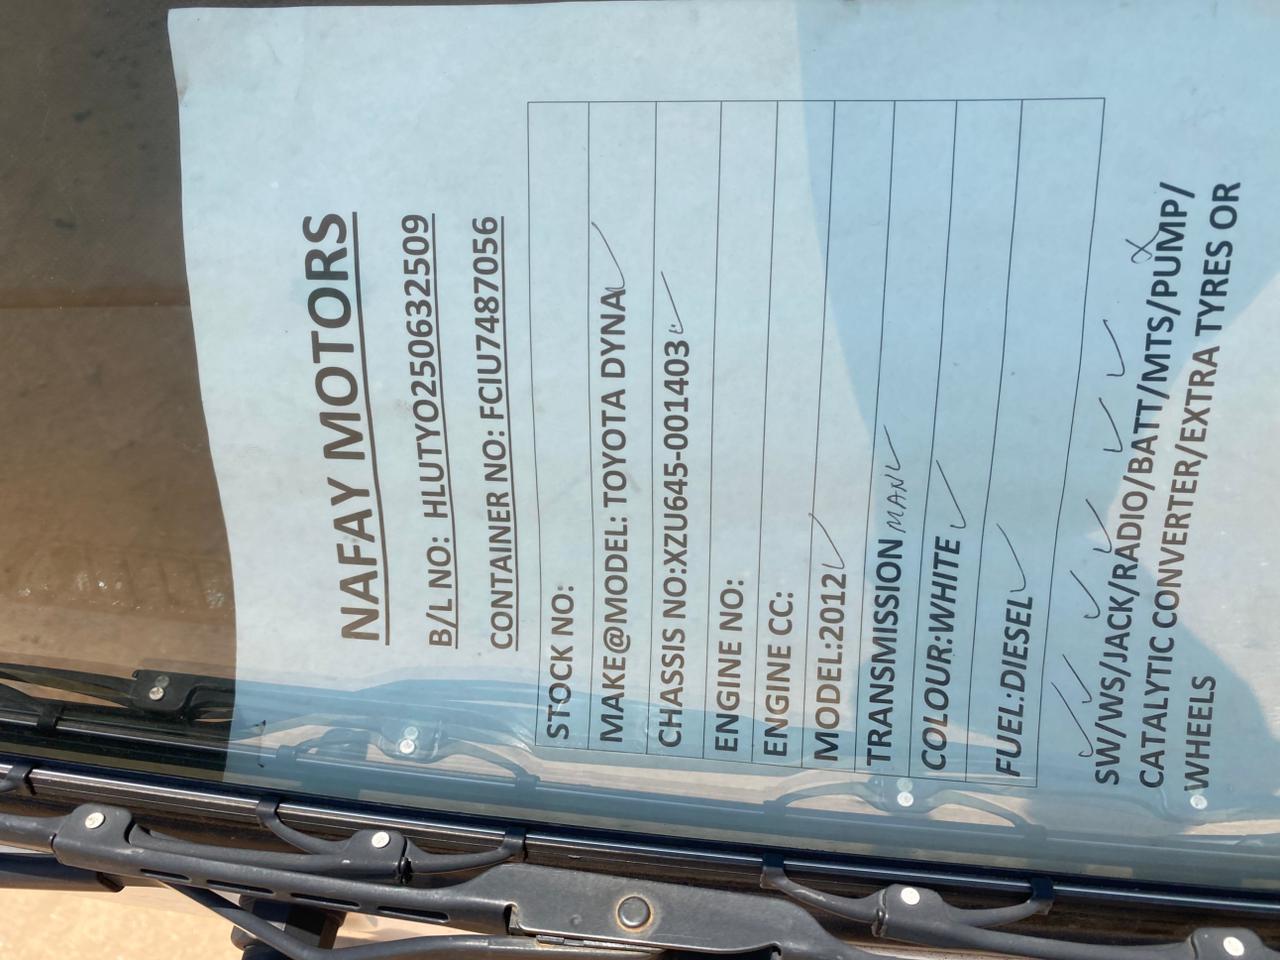 NAFAY MOTORS
B/L NO: HLUTYO250632509
CONTAINER NO: FCIU7487056
STOCK NO:
MAKE@MODEL: TOYOTA DYNA
CHASSIS NO:XZU645-001403
ENGINE NO:
ENGINE CC:
MODEL:2012
TRANSMISSION MANL
COLOUR:WHITE
FUEL:DIESEL
SW/WS/JACK/RADIO/BATT/MTS/PUMP/
CATALYTIC CONVERTER/EXTRA TYRES OR
WHEELS